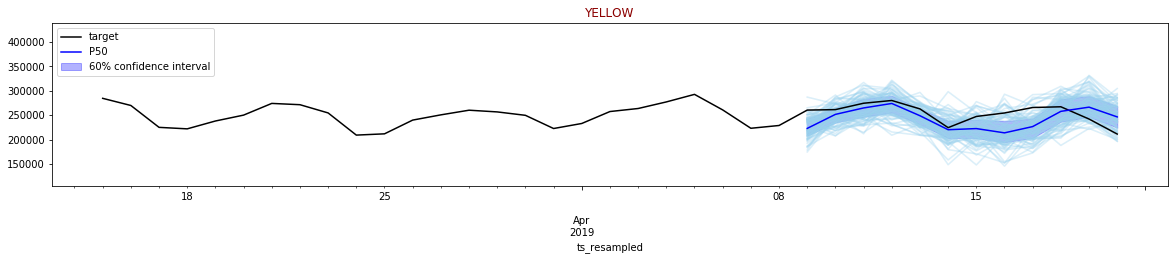 YELLOW
target
P50
60% confidence interval
400000
350000
300000
250000
200000
150000
18
25
08
15
Apr
2019
ts_resampled